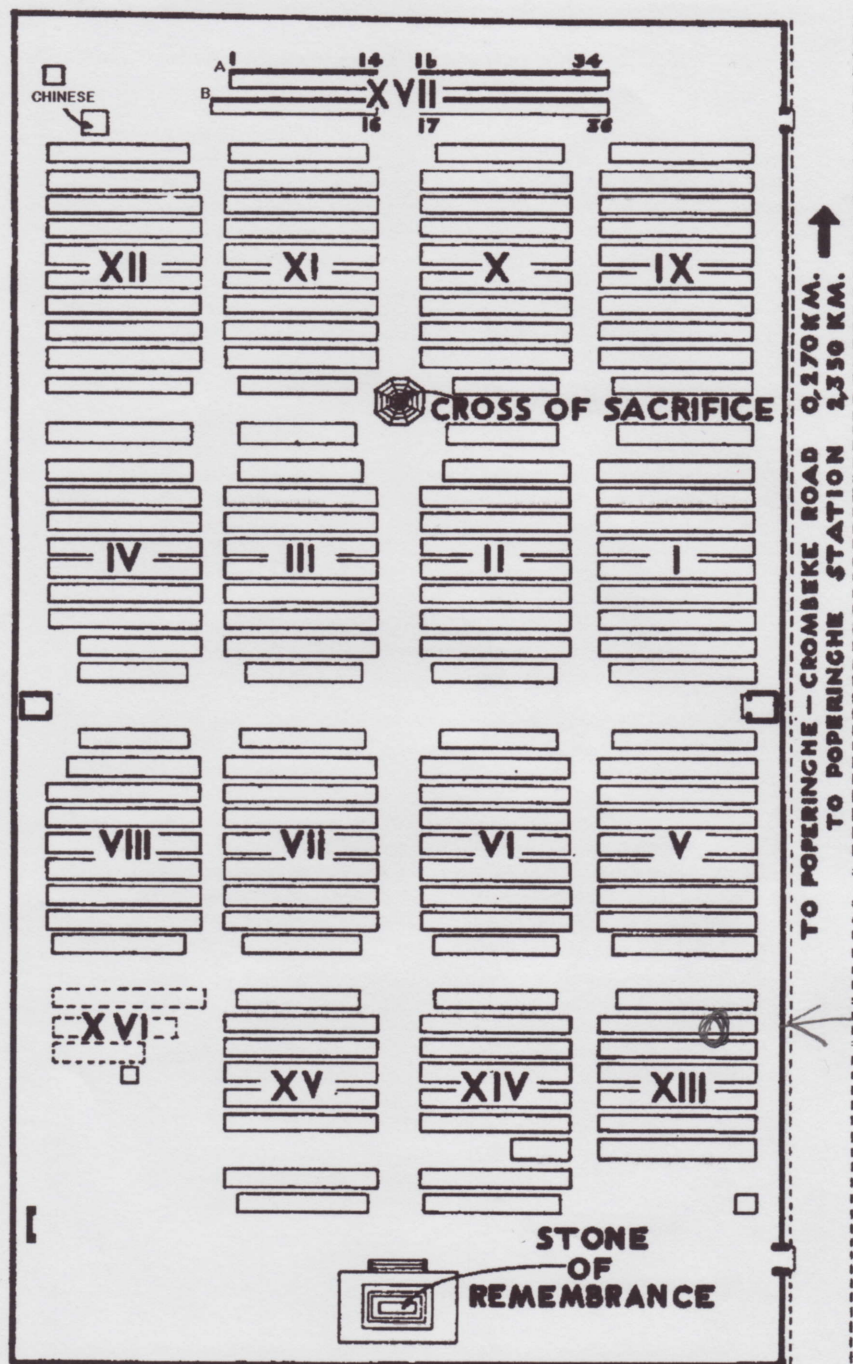 A 1 14 16 34
XVII
B 16 17 36
CHINESE
XII XI X IX
CROSS OF SACRIFICE
IV III II I
VIII VII VI V
XVI
XV XIV XIII
STONE
OF
REMEMBRANCE
TO POPERINGHE – CROMBEKE ROAD 0,270 KM.
TO POPERINGHE STATION 2,350 KM.